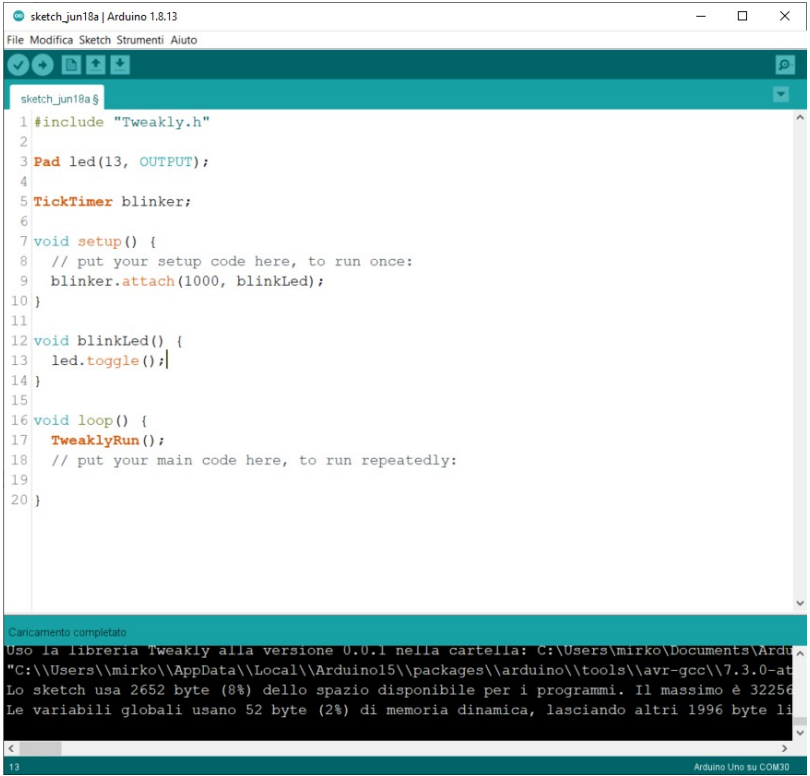 sketch_jun18a | Arduino 1.8.13
File Modifica Sketch Strumenti Aiuto
sketch_jun18a §
1 #include "Tweakly.h"
2
3 Pad led(13, OUTPUT);
4
5 TickTimer blinker;
6
7 void setup() {
8   // put your setup code here, to run once:
9   blinker.attach(1000, blinkLed);
10 }
11
12 void blinkLed() {
13   led.toggle();
14 }
15
16 void loop() {
17   TweaklyRun();
18   // put your main code here, to run repeatedly:
19
20 }
Caricamento completato
Uso la libreria Tweakly alla versione 0.0.1 nella cartella: C:\Users\mirko\Documents\Ardu
"C:\\Users\\mirko\\AppData\\Local\\Arduino15\\packages\\arduino\\tools\\avr-gcc\\7.3.0-at
Lo sketch usa 2652 byte (8%) dello spazio disponibile per i programmi. Il massimo è 32256
Le variabili globali usano 52 byte (2%) di memoria dinamica, lasciando altri 1996 byte li
13 Arduino Uno su COM30